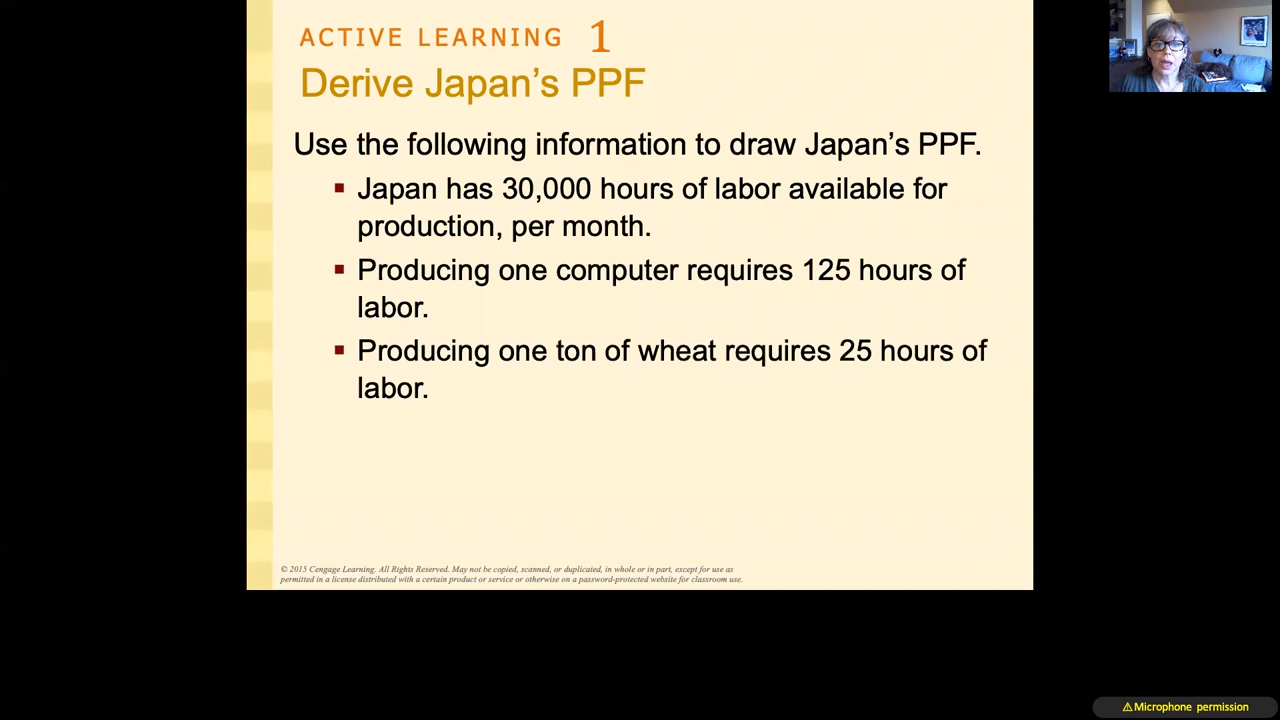 ACTIVE LEARNING 1
Derive Japan's PPF
Use the following information to draw Japan's PPF.
▪ Japan has 30,000 hours of labor available for
production, per month.
▪ Producing one computer requires 125 hours of
labor.
▪ Producing one ton of wheat requires 25 hours of
labor.
© 2015 Cengage Learning. All Rights Reserved. May not be copied, scanned, or duplicated, in whole or in part, except for use as
permitted in a license distributed with a certain product or service or otherwise on a password-protected website for classroom use.
⚠Microphone permission